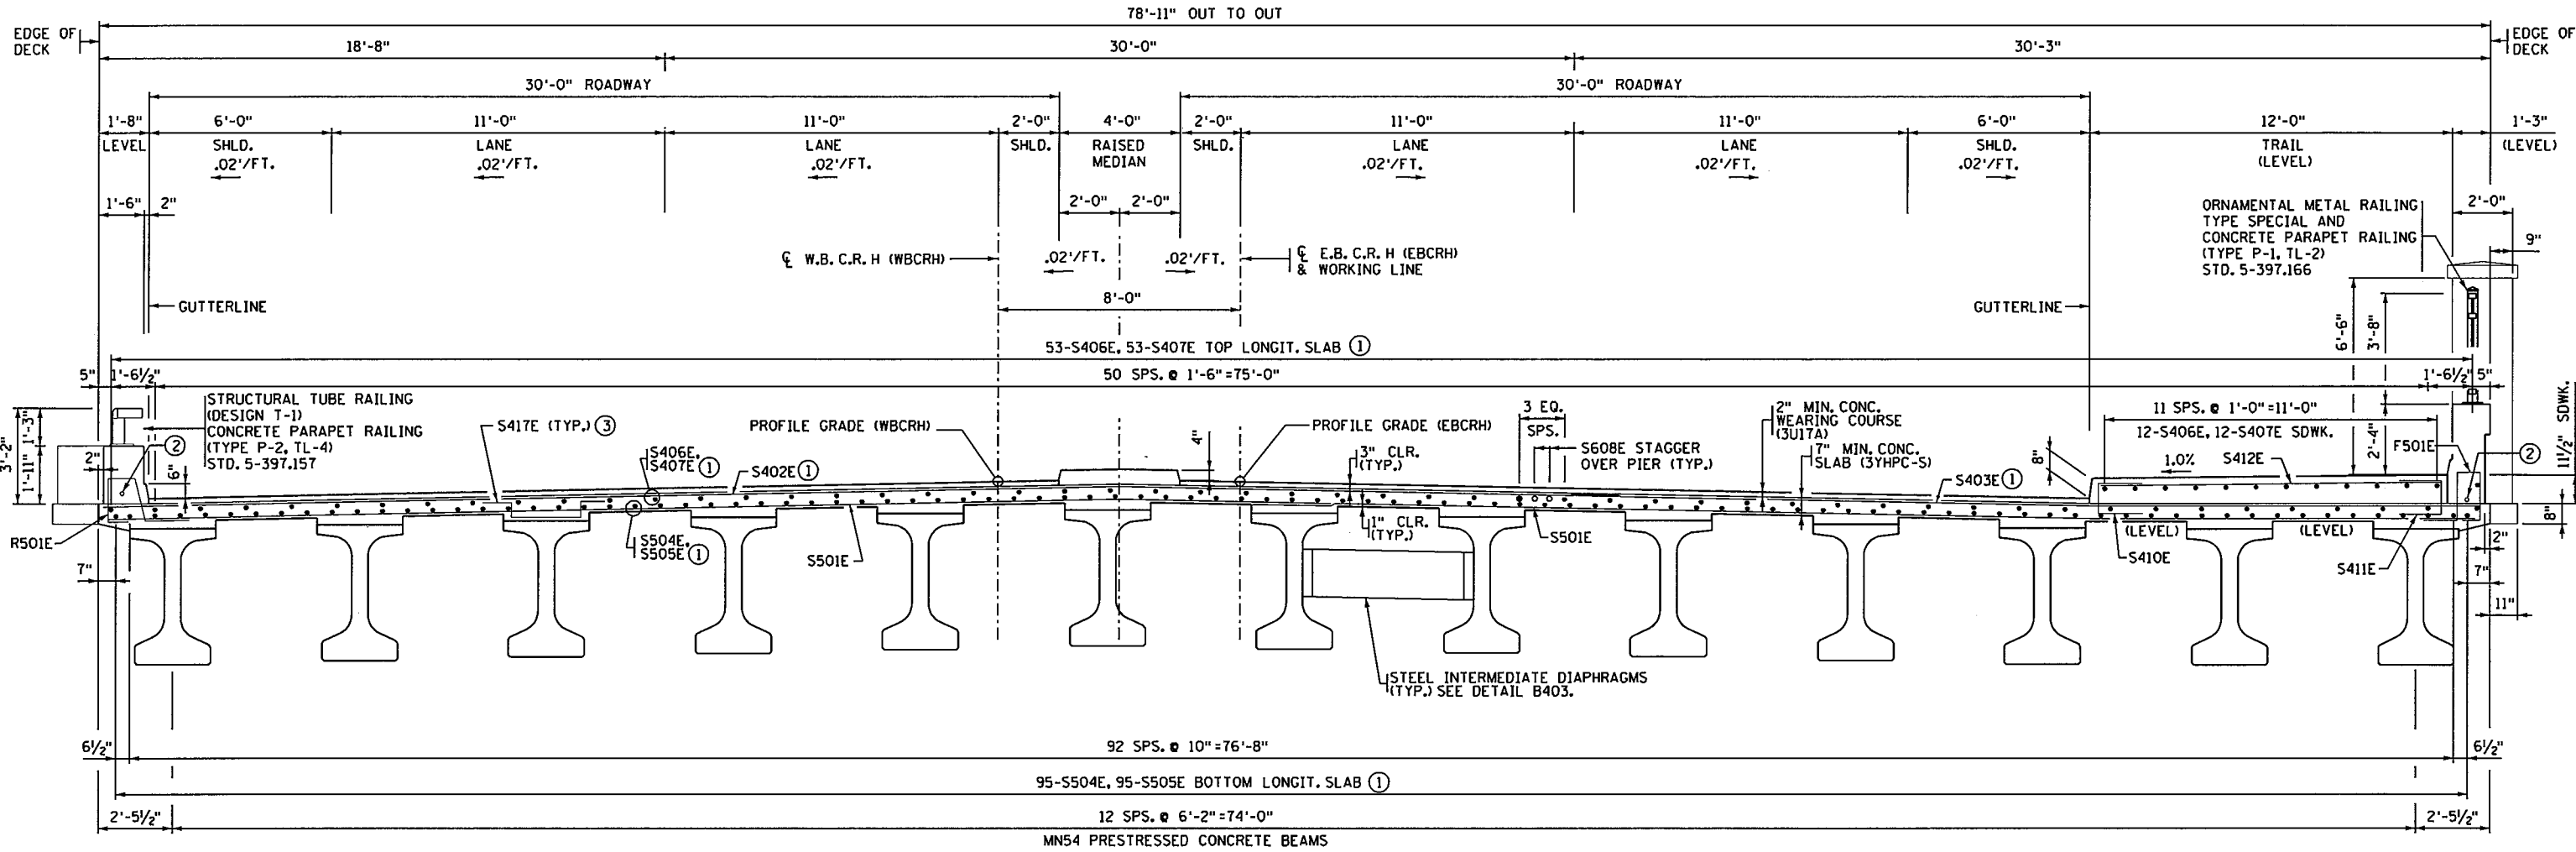 78'-11" OUT TO OUT
EDGE OF
DECK
18'-8"
30'-0"
30'-3"
EDGE OF
DECK
30'-0" ROADWAY
30'-0" ROADWAY
1'-8"
6'-0"
11'-0"
11'-0"
2'-0"
4'-0"
2'-0"
11'-0"
11'-0"
6'-0"
12'-0"
1'-3"
LEVEL
SHLD.
LANE
LANE
SHLD.
RAISED
MEDIAN
SHLD.
LANE
LANE
SHLD.
TRAIL
(LEVEL)
(LEVEL)
.02'/FT.
.02'/FT.
.02'/FT.
.02'/FT.
.02'/FT.
.02'/FT.
1'-6"
2"
2'-0"
2'-0"
ORNAMENTAL METAL RAILING
TYPE SPECIAL AND
CONCRETE PARAPET RAILING
(TYPE P-1, TL-2)
STD. 5-397.166
2'-0"
9"
℄ W.B. C.R. H (WBCRH)
.02'/FT.
.02'/FT.
℄ E.B. C.R. H (EBCRH)
& WORKING LINE
GUTTERLINE
8'-0"
GUTTERLINE
6'-6"
3'-8"
53-S406E, 53-S407E TOP LONGIT. SLAB ①
5"
1'-6½"
50 SPS. @ 1'-6"=75'-0"
1'-6½"
5"
STRUCTURAL TUBE RAILING
(DESIGN T-1)
CONCRETE PARAPET RAILING
(TYPE P-2, TL-4)
STD. 5-397.157
②
3'-2"
1'-3"
1'-11"
2"
6"
S417E (TYP.) ③
S406E,
S407E ①
S402E ①
PROFILE GRADE (WBCRH)
4"
PROFILE GRADE (EBCRH)
3" CLR.
(TYP.)
3 EQ.
SPS.
S608E STAGGER
OVER PIER (TYP.)
2" MIN. CONC.
WEARING COURSE
(3U17A)
7" MIN. CONC.
SLAB (3YHPC-S)
S403E ①
8"
11 SPS. @ 1'-0"=11'-0"
12-S406E, 12-S407E SDWK.
1.0%
S412E
2'-4"
F501E
②
11½" SDWK.
R501E
7"
S504E,
S505E ①
S501E
1" CLR.
(TYP.)
S501E
(LEVEL)
(LEVEL)
S410E
S411E
8"
2"
7"
11"
STEEL INTERMEDIATE DIAPHRAGMS
(TYP.) SEE DETAIL B403.
6½"
92 SPS. @ 10"=76'-8"
6½"
95-S504E, 95-S505E BOTTOM LONGIT. SLAB ①
2'-5½"
12 SPS. @ 6'-2"=74'-0"
2'-5½"
MN54 PRESTRESSED CONCRETE BEAMS